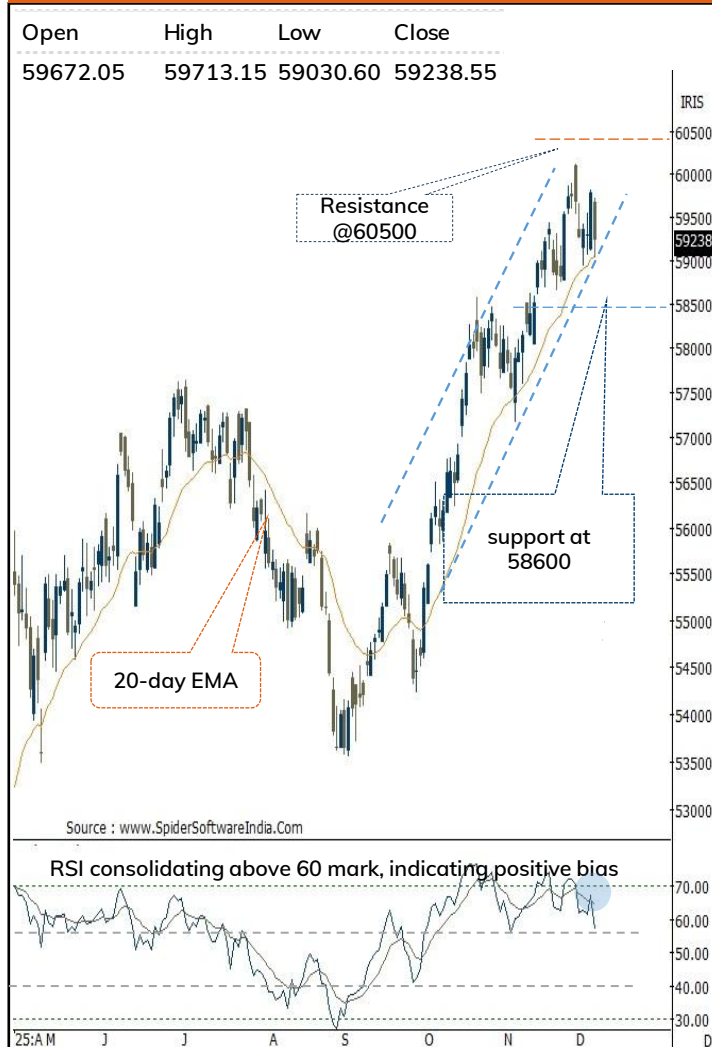 Open High Low Close
59672.05 59713.15 59030.60 59238.55
IRIS
60500
60000
59500
59238
59000
58500
58000
57500
57000
56500
56000
55500
55000
54500
54000
53500
53000
Resistance
@60500
support at
58600
20-day EMA
Source : www.SpiderSoftwareIndia.Com
RSI consolidating above 60 mark, indicating positive bias
70.00
60.00
50.00
40.00
30.00
25:A M J J A S O N D D